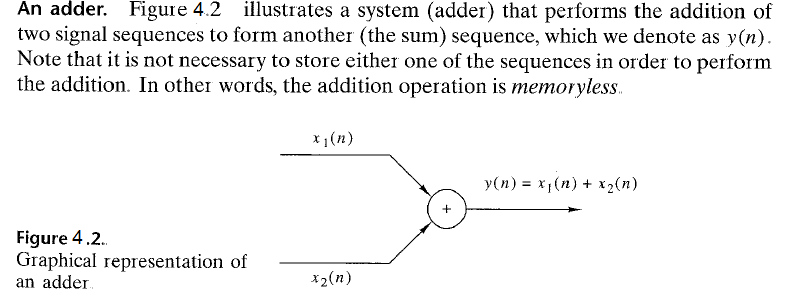 An adder. Figure 4.2 illustrates a system (adder) that performs the addition of
two signal sequences to form another (the sum) sequence, which we denote as y(n).
Note that it is not necessary to store either one of the sequences in order to perform
the addition. In other words, the addition operation is memoryless..
x₁(n)
y(n) = x₁(n) + x₂(n)
+
Figure 4.2..
Graphical representation of
an adder.
x₂(n)